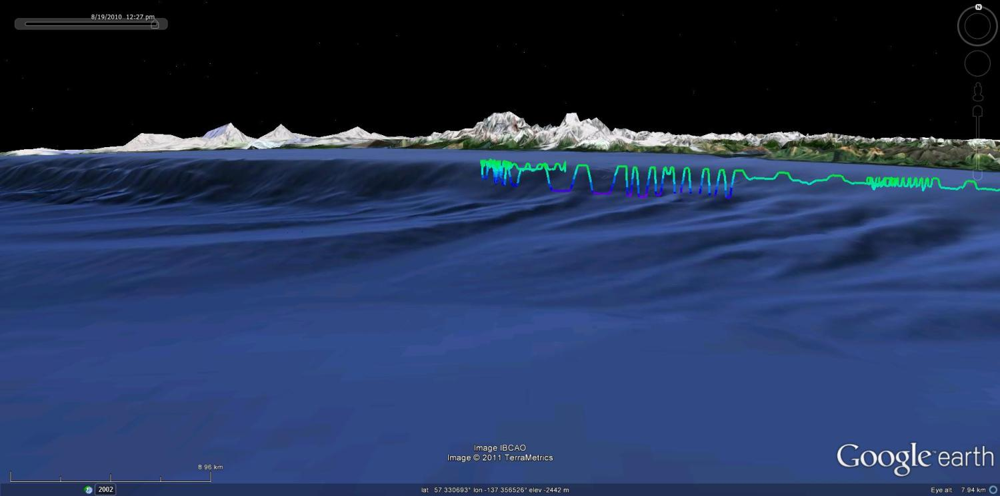 8/19/2010 12:27 pm
N
Image IBCAO
Image © 2011 TerraMetrics
Google™ earth
8.96 km
2002
lat 57.330693° lon -137.356526° elev -2442 m
Eye alt 7.94 km